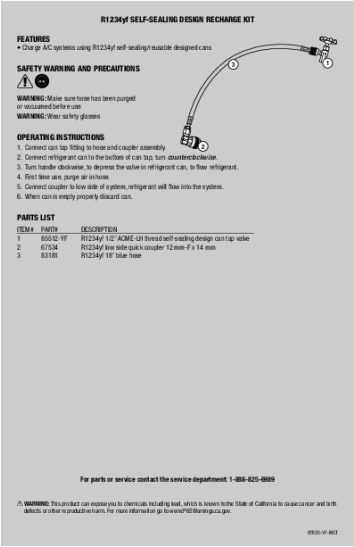 R1234yf SELF-SEALING DESIGN RECHARGE KIT
FEATURES
• Charge A/C systems using R1234yf self-sealing/reusable designed cans
SAFETY WARNING AND PRECAUTIONS
WARNING: Make sure hose has been purged
or vacuumed before use
WARNING: Wear safety glasses
1
2
3
OPERATING INSTRUCTIONS
1. Connect can tap fitting to hose and coupler assembly.
2. Connect refrigerant can to the bottom of can tap, turn counterclockwise.
3. Turn handle clockwise, to depress the valve in refrigerant can, to flow refrigerant.
4. First time use, purge air in hose.
5. Connect coupler to low side of system, refrigerant will flow into the system.
6. When can is empty properly discard can.
PARTS LIST
ITEM# PART# DESCRIPTION
1 85512-YF R1234yf 1/2" ACME-LH thread self-sealing design can tap valve
2 67534 R1234yf low side quick coupler 12 mm-F x 14 mm
3 83181 R1234yf 18" blue hose
For parts or service contact the service department: 1-888-825-6989
⚠ WARNING: This product can expose you to chemicals including lead, which is known to the State of California to cause cancer and birth
defects or other reproductive harm. For more information go to www.P65Warnings.ca.gov.